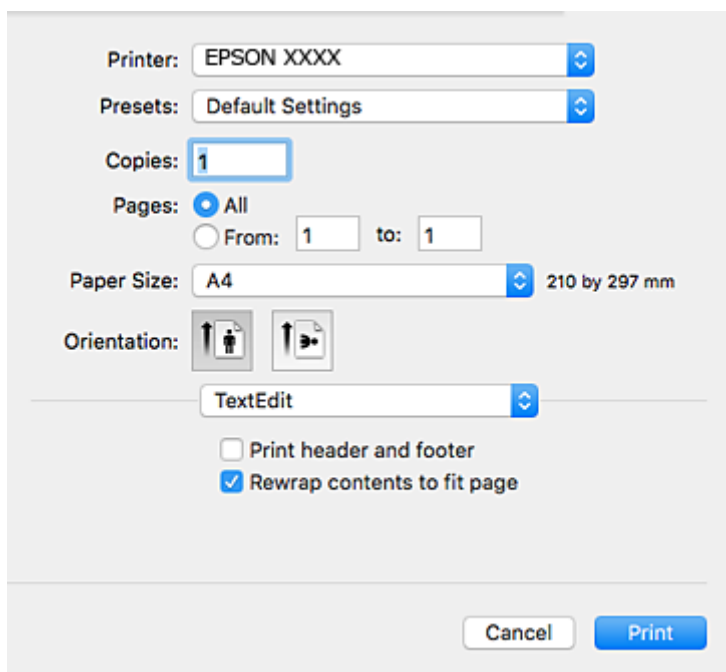 Printer: EPSON XXXX
Presets: Default Settings
Copies: 1
Pages: All
From: 1 to: 1
Paper Size: A4 210 by 297 mm
Orientation:
TextEdit
Print header and footer
Rewrap contents to fit page
Cancel Print